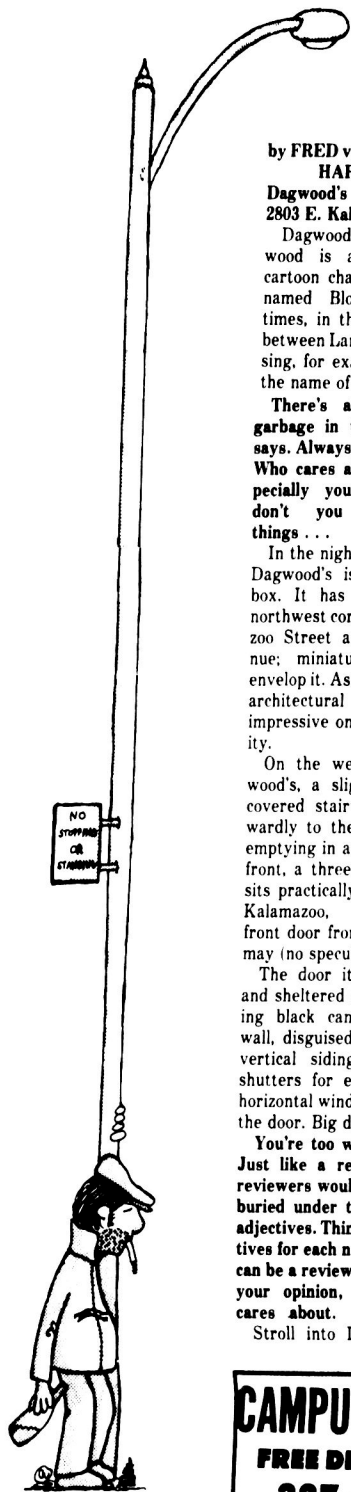 NO
STOPPING
OR
STANDING
by FRED v
HAR
Dagwood's
2803 E. Kal
Dagwood
wood is a
cartoon cha
named Blo
times, in th
between Lar
sing, for ex
the name of
There's a
garbage in
says. Always
Who cares a
pecially you
don't you
things . . .
In the nigh
Dagwood's is
box. It has
northwest cor
zoo Street a
nue; miniatu
envelop it. As
architectural
impressive on
ity.
On the we
wood's, a slig
covered stair
wardly to the
emptying in a
front, a three
sits practically
Kalamazoo,
front door fron
may (no specu
The door it
and sheltered
ing black can
wall, disguised
vertical siding
shutters for e
horizontal wind
the door. Big d
You're too w
Just like a re
reviewers woul
buried under t
adjectives. Thin
tives for each n
can be a review
your opinion,
cares about.
Stroll into I
CAMPU
FREE DE